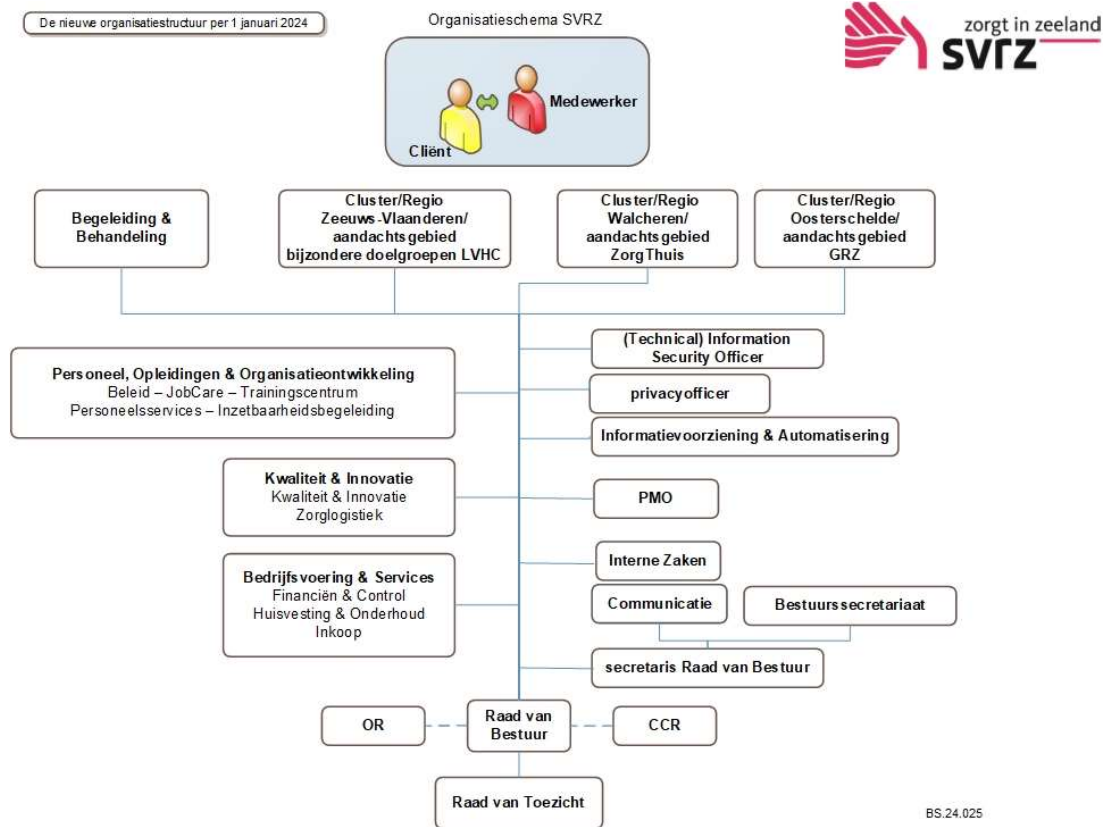 De nieuwe organisatiestructuur per 1 januari 2024
Organisatieschema SVRZ
zorgt in zeeland
svrz
Medewerker
Cliënt
Begeleiding &
Behandeling
Cluster/Regio
Zeeuws-Vlaanderen/
aandachtsgebied
bijzondere doelgroepen LVHC
Cluster/Regio
Walcheren/
aandachtsgebied
ZorgThuis
Cluster/Regio
Oosterschelde/
aandachtsgebied
GRZ
(Technical) Information
Security Officer
Personeel, Opleidingen & Organisatieontwikkeling
Beleid – JobCare – Trainingscentrum
Personeelsservices – Inzetbaarheidsbegeleiding
privacyofficer
Informatievoorziening & Automatisering
Kwaliteit & Innovatie
Kwaliteit & Innovatie
Zorglogistiek
PMO
Interne Zaken
Bedrijfsvoering & Services
Financiën & Control
Huisvesting & Onderhoud
Inkoop
Communicatie
Bestuurssecretariaat
secretaris Raad van Bestuur
OR
Raad van
Bestuur
CCR
Raad van Toezicht
BS.24.025